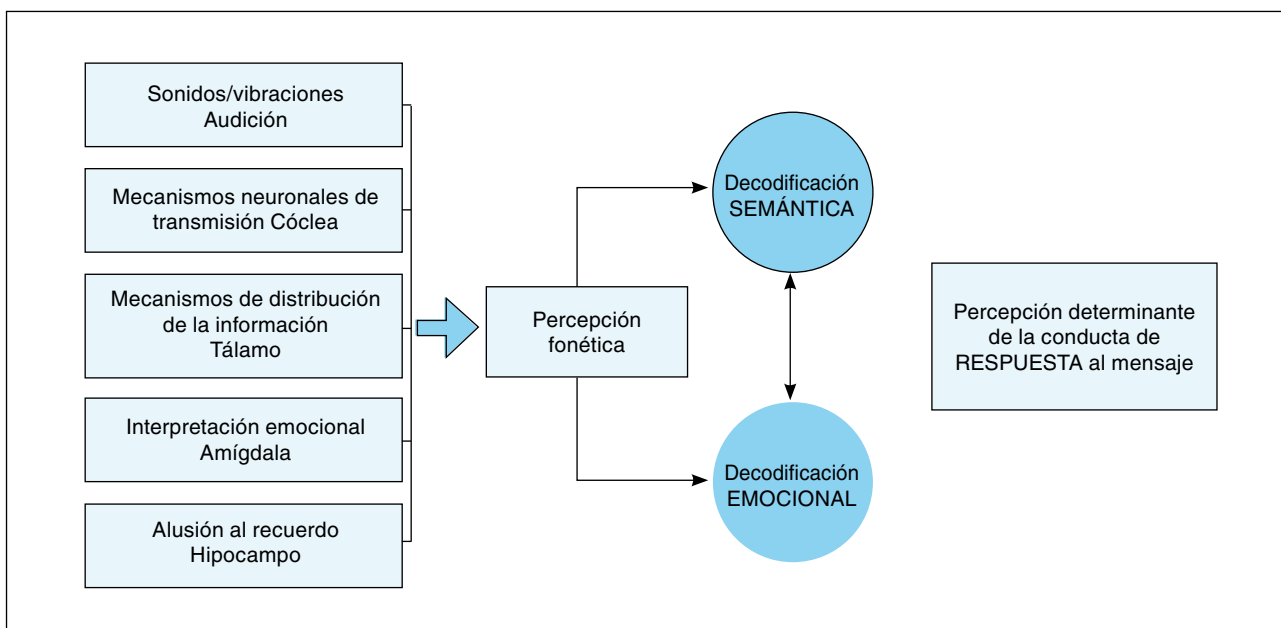 Sonidos/vibraciones
Audición
Mecanismos neuronales de
transmisión Cóclea
Mecanismos de distribución
de la información
Tálamo
Interpretación emocional
Amígdala
Alusión al recuerdo
Hipocampo
Percepción
fonética
Decodificación
SEMÁNTICA
Decodificación
EMOCIONAL
Percepción determinante
de la conducta de
RESPUESTA al mensaje